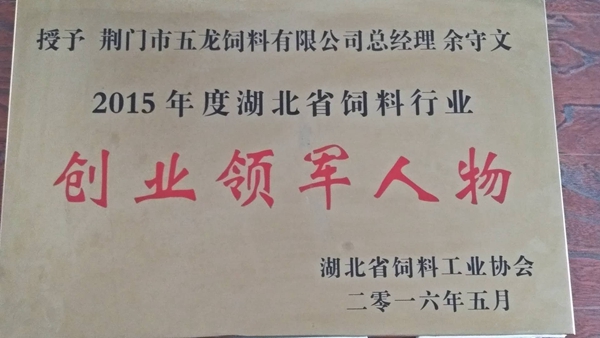 授予 荆门市五龙饲料有限公司总经理 余守文
2015年度湖北省饲料行业
创业领军人物
湖北省饲料工业协会
二零一六年五月